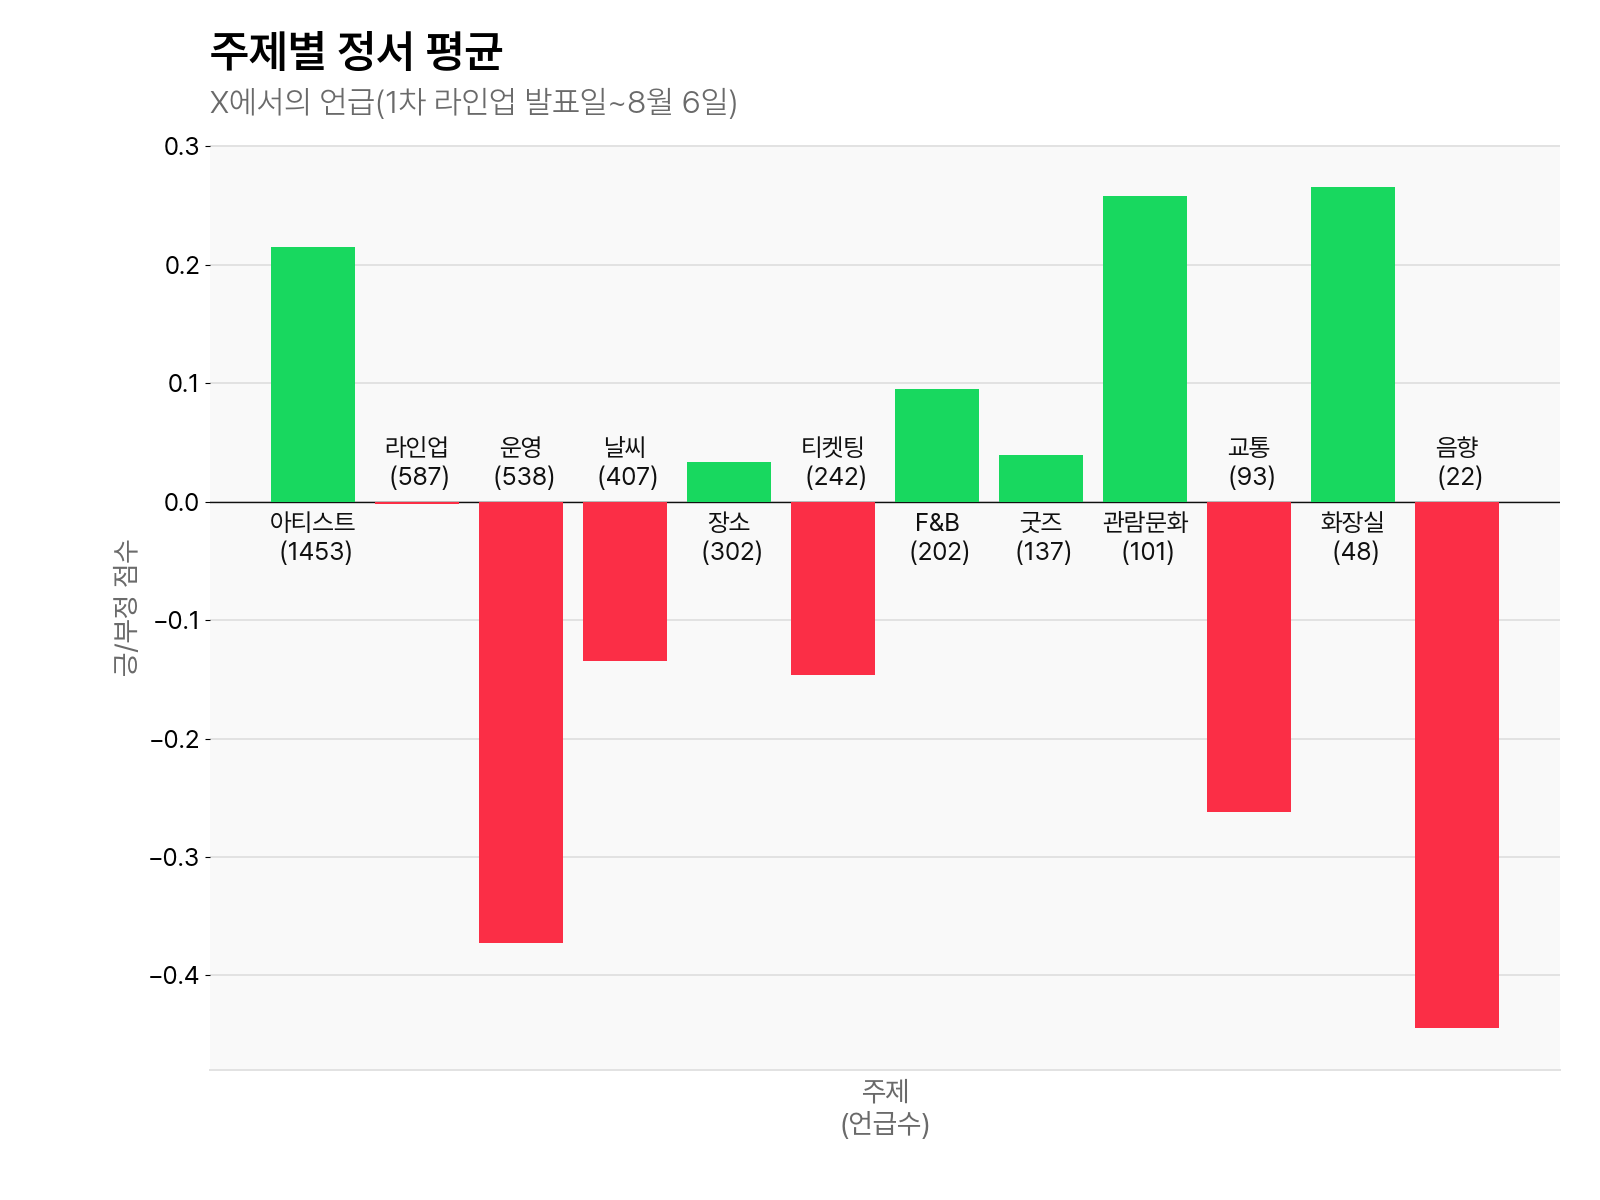 주제별 정서 평균
X에서의 언급(1차 라인업 발표일~8월 6일)
0.3
0.2
0.1
0.0
−0.1
−0.2
−0.3
−0.4
긍/부정 점수
아티스트
(1453)
라인업
(587)
운영
(538)
날씨
(407)
장소
(302)
티켓팅
(242)
F&B
(202)
굿즈
(137)
관람문화
(101)
교통
(93)
화장실
(48)
음향
(22)
주제
(언급수)